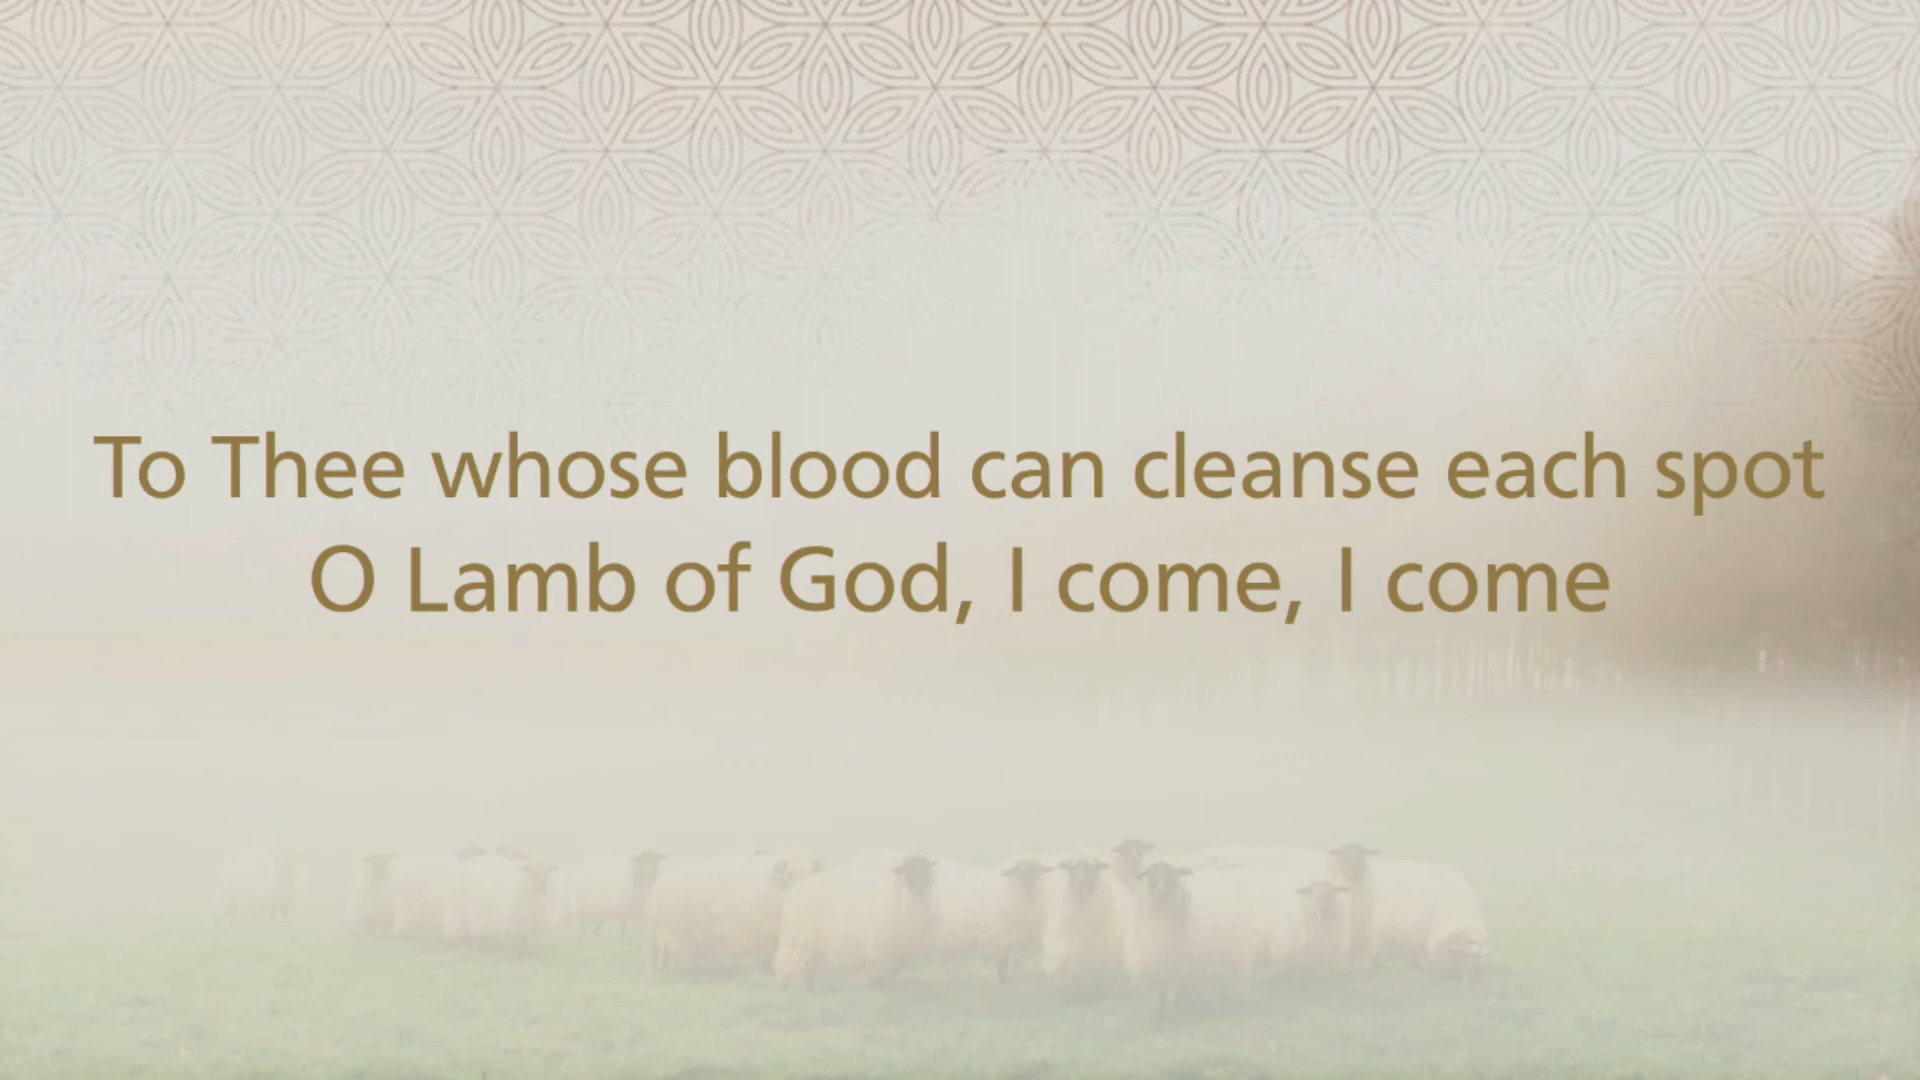 To Thee whose blood can cleanse each spot
O Lamb of God, I come, I come